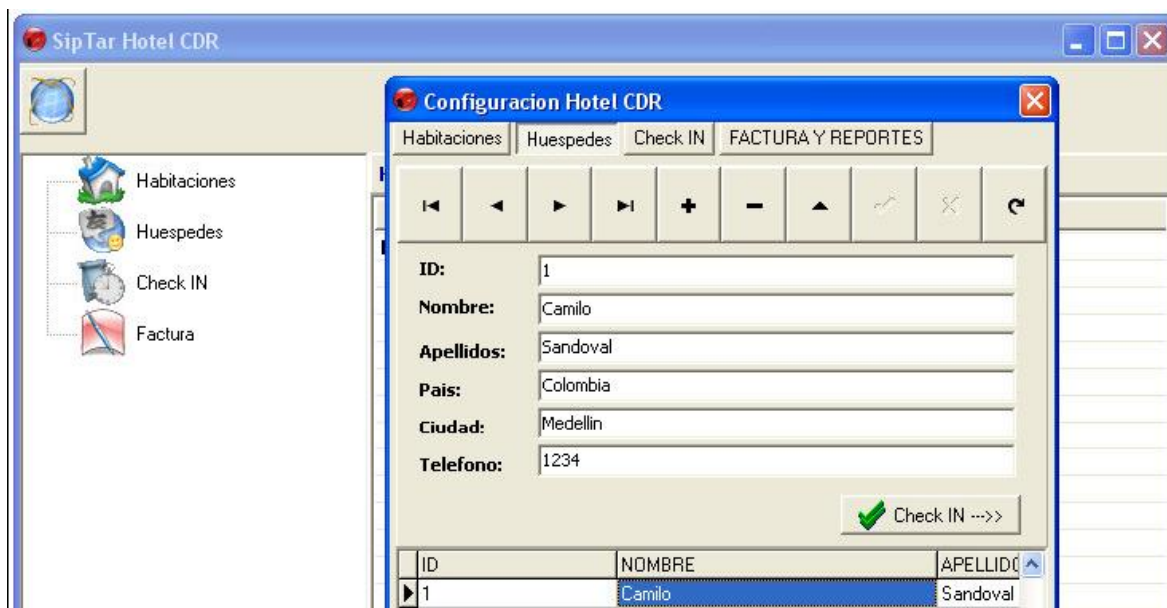 SipTar Hotel CDR
Configuracion Hotel CDR
Habitaciones Huespedes Check IN FACTURA Y REPORTES
Habitaciones
Huespedes
Check IN
Factura
ID: 1
Nombre: Camilo
Apellidos: Sandoval
Pais: Colombia
Ciudad: Medellin
Telefono: 1234
Check IN --->>
ID NOMBRE APELLIDO
1 Camilo Sandoval